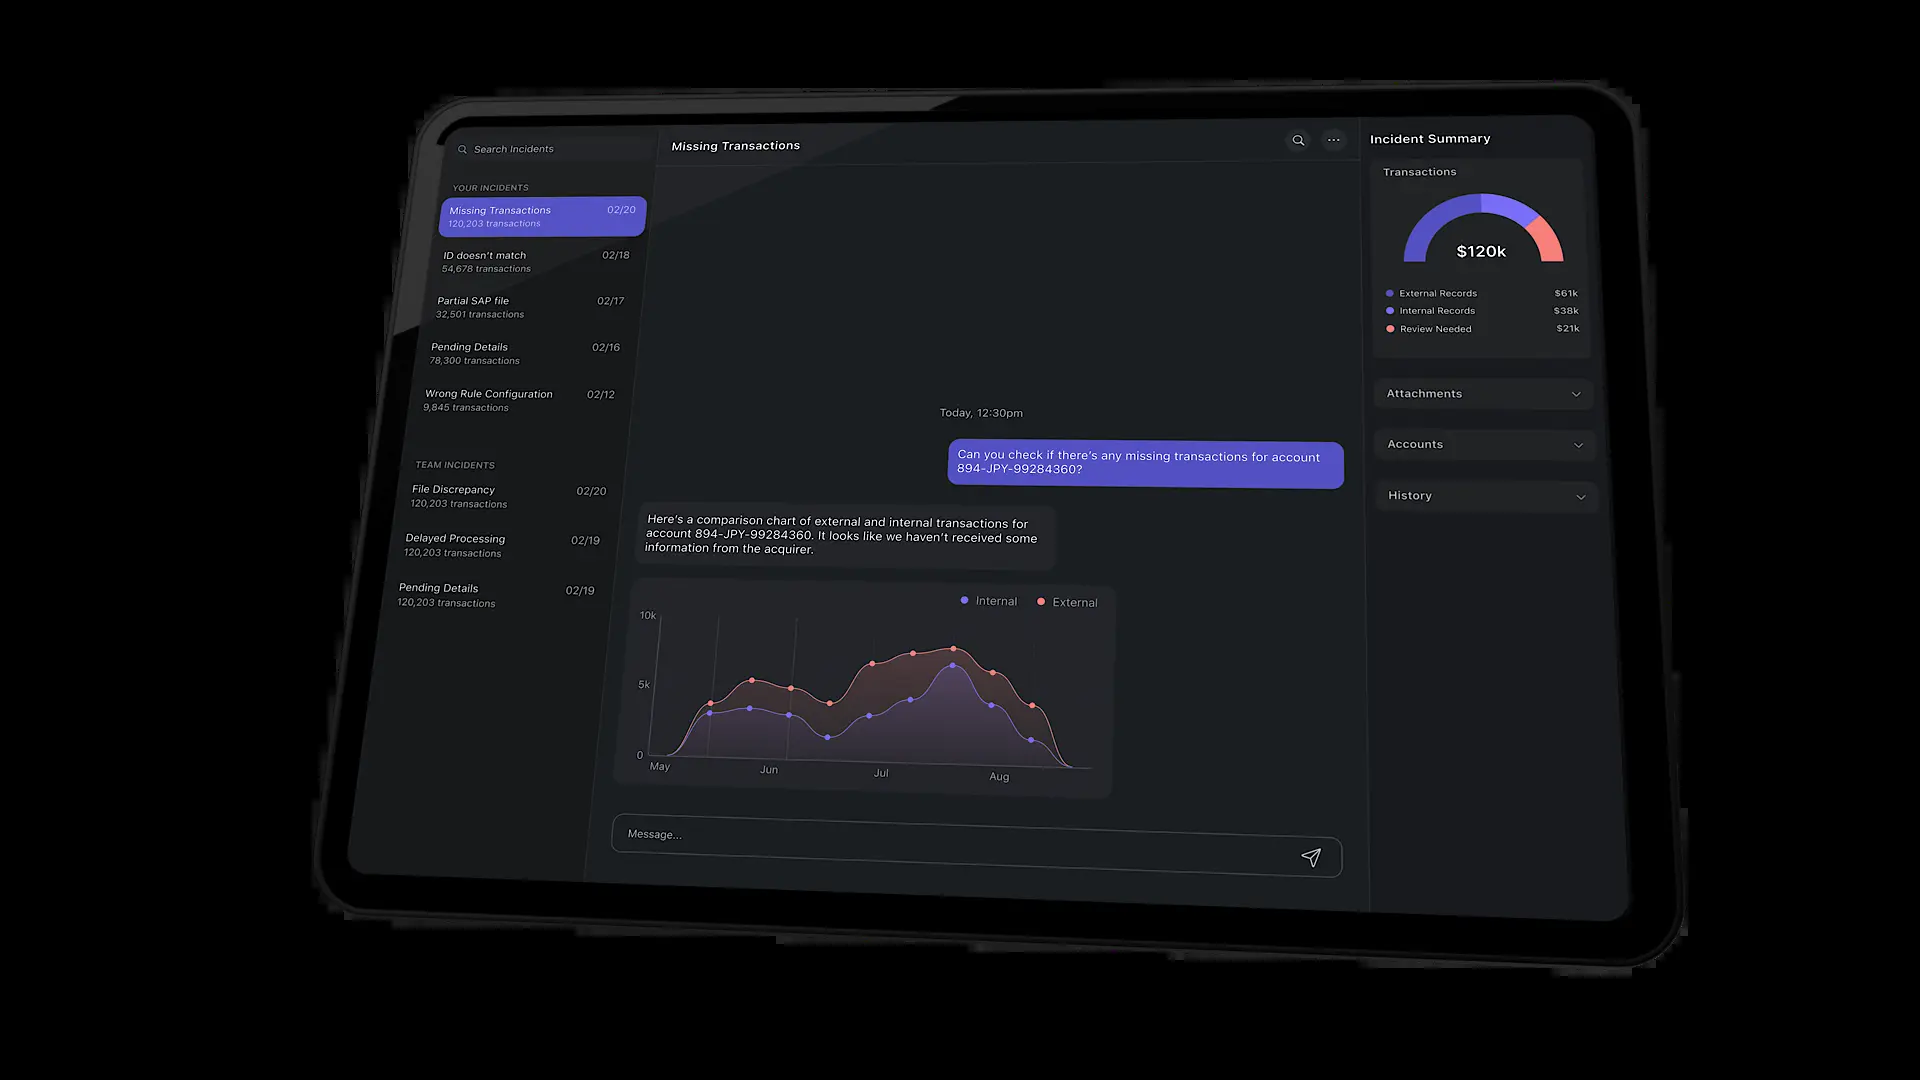 Search Incidents
YOUR INCIDENTS
Missing Transactions 02/20
120,203 transactions
ID doesn't match 02/18
54,678 transactions
Partial SAP file 02/17
32,501 transactions
Pending Details 02/16
78,300 transactions
Wrong Rule Configuration 02/12
9,845 transactions
TEAM INCIDENTS
File Discrepancy 02/20
120,203 transactions
Delayed Processing 02/19
120,203 transactions
Pending Details 02/19
120,203 transactions
Missing Transactions
Today, 12:30pm
Can you check if there's any missing transactions for account
894-JPY-99284360?
Here's a comparison chart of external and internal transactions for
account 894-JPY-99284360. It looks like we haven't received some
information from the acquirer.
Internal External
10k
5k
0
May Jun Jul Aug
Message...
Incident Summary
Transactions
$120k
External Records $61k
Internal Records $38k
Review Needed $21k
Attachments
Accounts
History